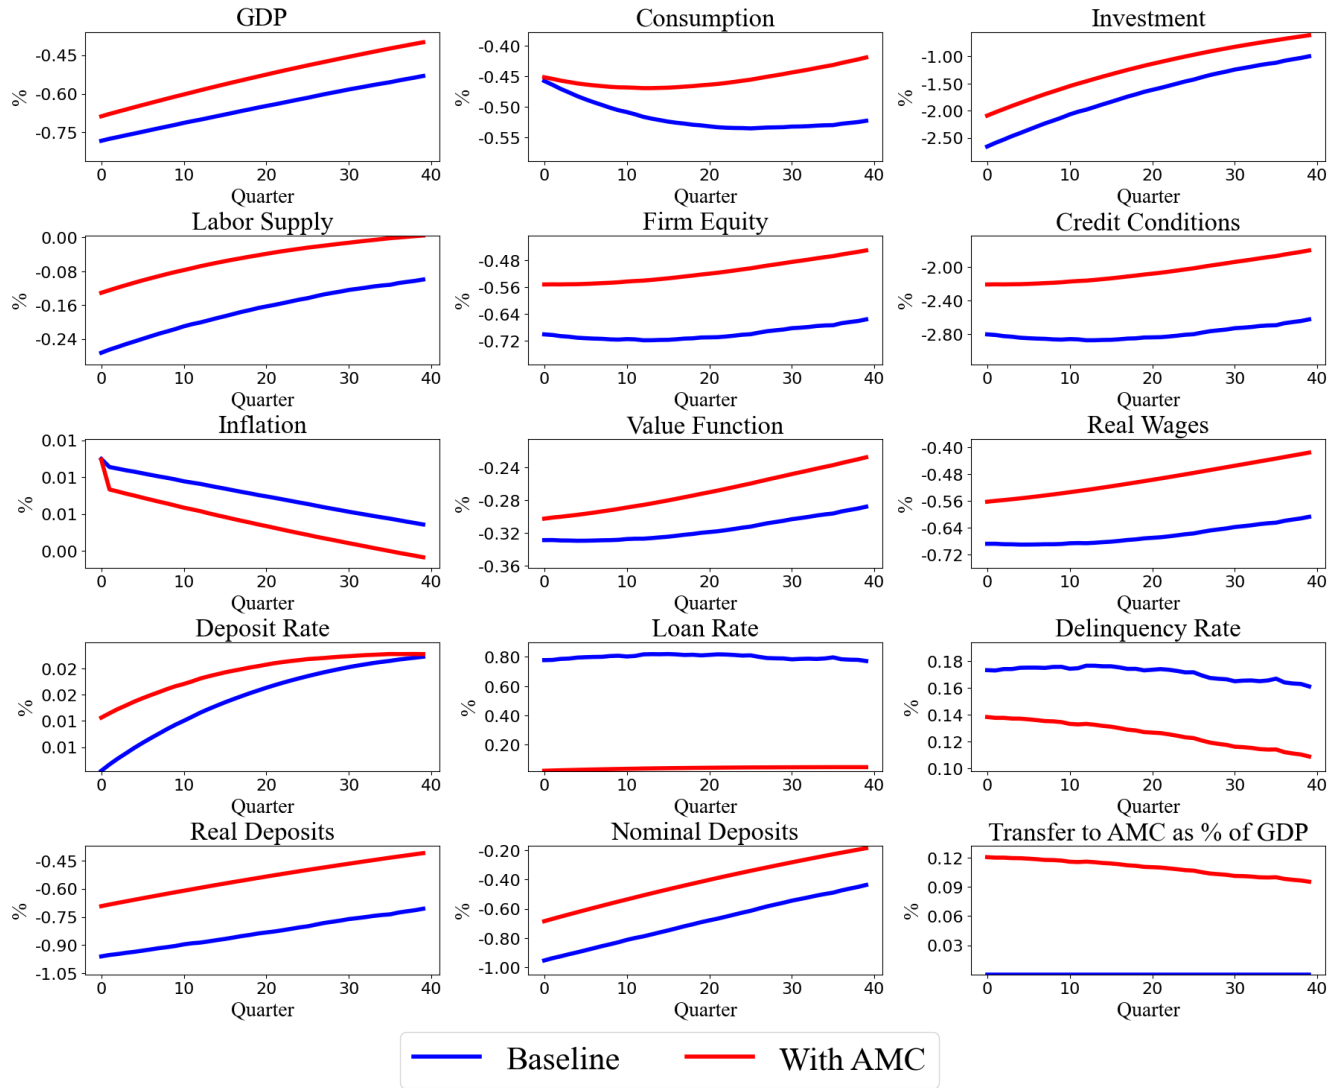 GDP
Consumption
Investment
-0.45
-0.60
-0.75
%
0 10 20 30 40
Quarter
-0.40
-0.45
-0.50
-0.55
%
0 10 20 30 40
Quarter
-1.00
-1.50
-2.00
-2.50
%
0 10 20 30 40
Quarter
Labor Supply
Firm Equity
Credit Conditions
0.00
-0.08
-0.16
-0.24
%
0 10 20 30 40
Quarter
-0.48
-0.56
-0.64
-0.72
%
0 10 20 30 40
Quarter
-2.00
-2.40
-2.80
%
0 10 20 30 40
Quarter
Inflation
Value Function
Real Wages
0.01
0.01
0.01
0.00
%
0 10 20 30 40
Quarter
-0.24
-0.28
-0.32
-0.36
%
0 10 20 30 40
Quarter
-0.40
-0.48
-0.56
-0.64
-0.72
%
0 10 20 30 40
Quarter
Deposit Rate
Loan Rate
Delinquency Rate
0.02
0.02
0.01
0.01
%
0 10 20 30 40
Quarter
0.80
0.60
0.40
0.20
%
0 10 20 30 40
Quarter
0.18
0.16
0.14
0.12
0.10
%
0 10 20 30 40
Quarter
Real Deposits
Nominal Deposits
Transfer to AMC as % of GDP
-0.45
-0.60
-0.75
-0.90
-1.05
%
0 10 20 30 40
Quarter
-0.20
-0.40
-0.60
-0.80
-1.00
%
0 10 20 30 40
Quarter
0.12
0.09
0.06
0.03
%
0 10 20 30 40
Quarter
Baseline
With AMC